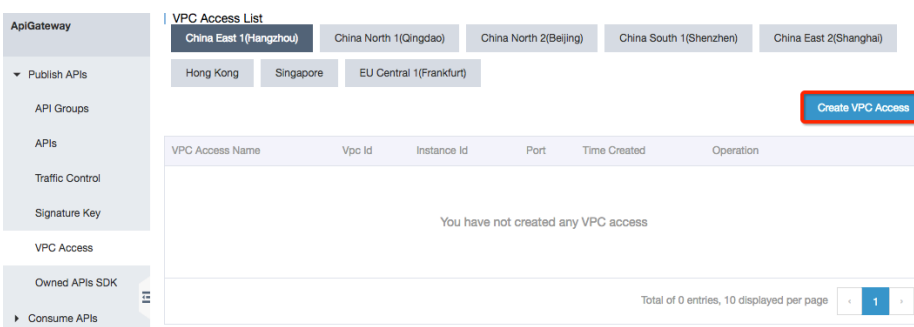 ApiGateway
Publish APIs
API Groups
APIs
Traffic Control
Signature Key
VPC Access
Owned APIs SDK
Consume APIs
VPC Access List
China East 1(Hangzhou) China North 1(Qingdao) China North 2(Beijing) China South 1(Shenzhen) China East 2(Shanghai)
Hong Kong Singapore EU Central 1(Frankfurt)
Create VPC Access
VPC Access Name Vpc Id Instance Id Port Time Created Operation
You have not created any VPC access
Total of 0 entries, 10 displayed per page ‹ 1 ›